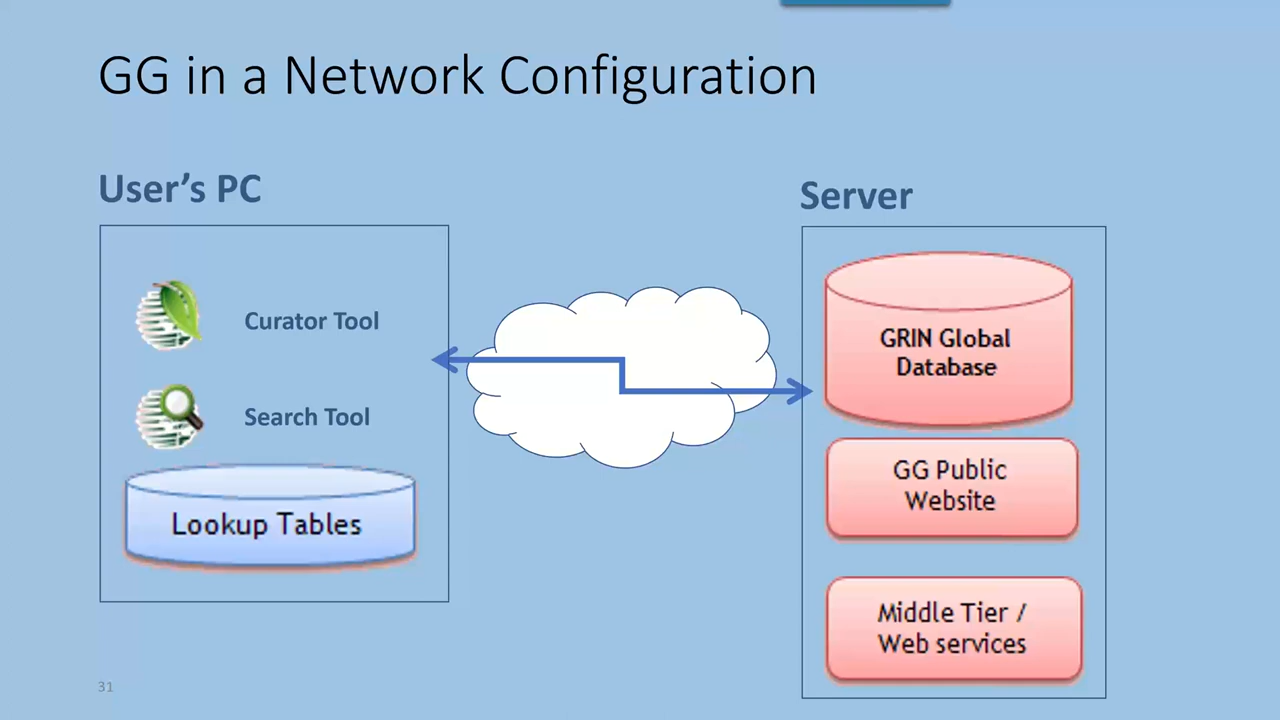 GG in a Network Configuration
User's PC
Curator Tool
Search Tool
Lookup Tables
Server
GRIN Global
Database
GG Public
Website
Middle Tier /
Web services
31